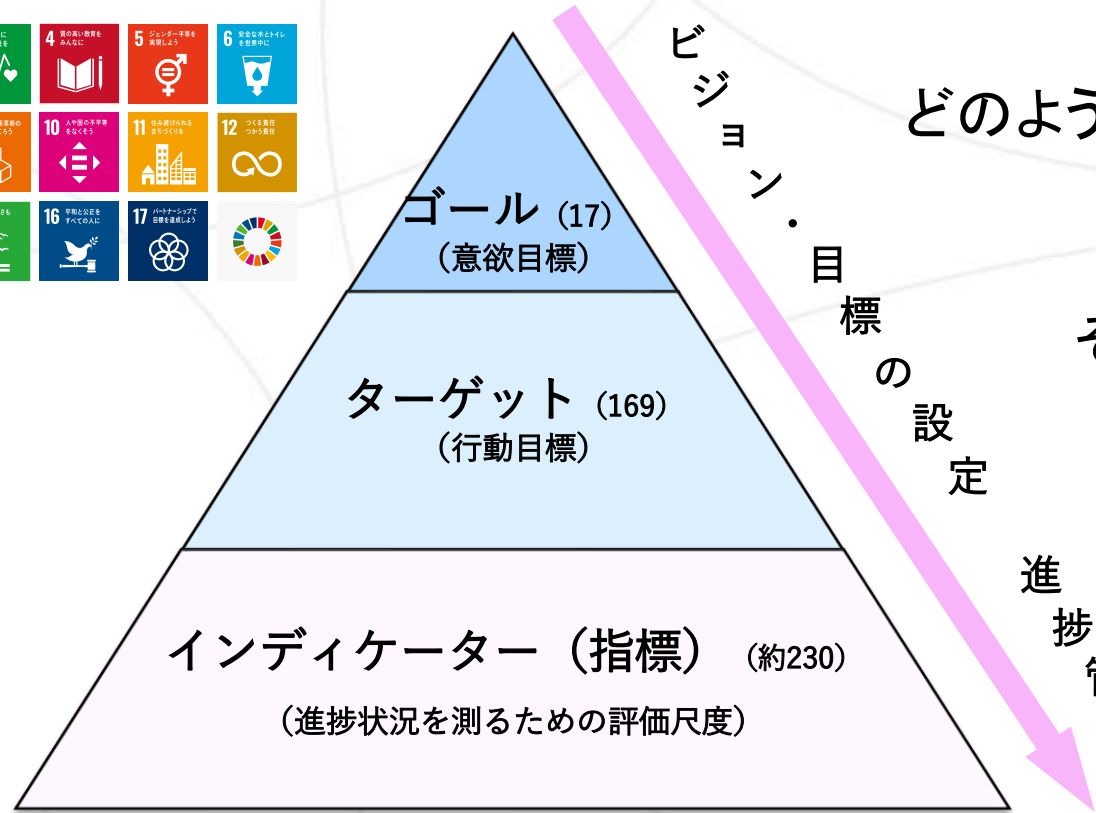 に
を
4 質の高い教育を
みんなに
5 ジェンダー平等を
実現しよう
6 安全な水とトイレ
を世界中に
10 人や国の不平等
をなくそう
11 住み続けられる
まちづくりを
12 つくる責任
つかう責任
さも
16 平和と公正を
すべての人に
17 パートナーシップで
目標を達成しよう
ゴール (17)
(意欲目標)
ターゲット (169)
(行動目標)
インディケーター(指標) (約230)
(進捗状況を測るための評価尺度)
ビジョン・目標の設定
進捗
どのよう
そ